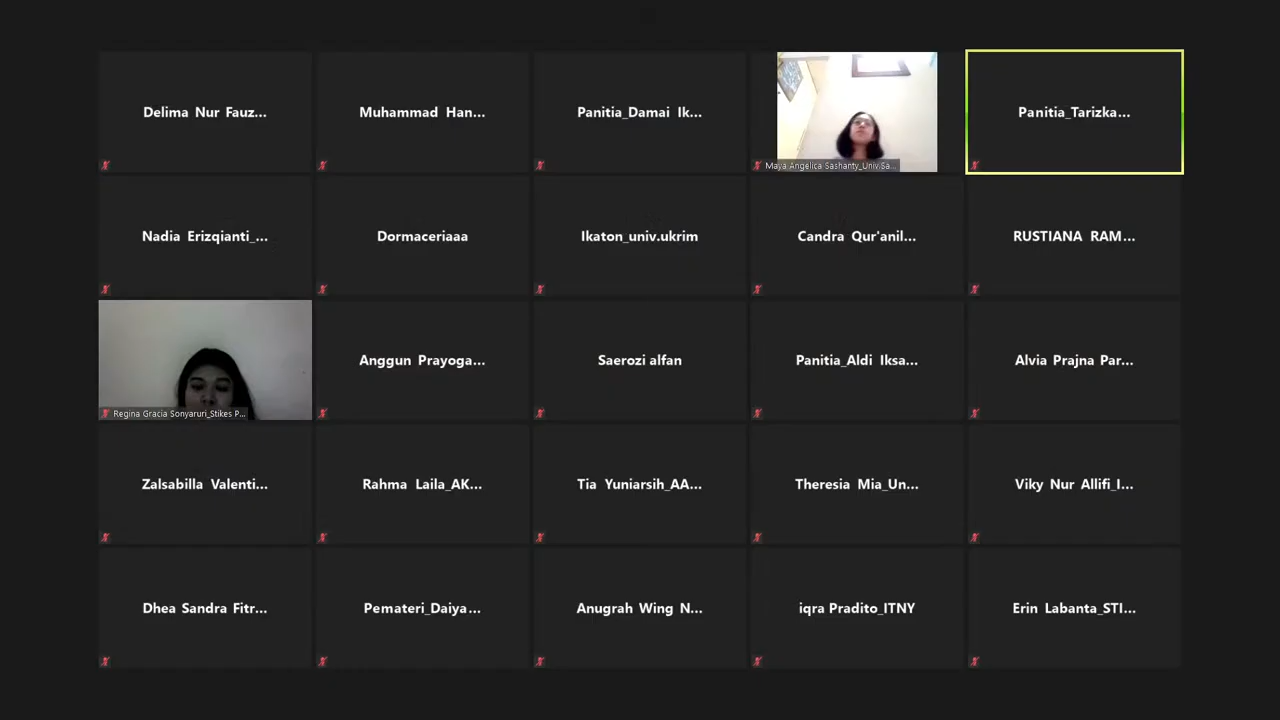 Delima Nur Fauz...
Muhammad Han...
Panitia_Damai Ik...
Maya Angelica Sashanty_Univ.Sa...
Panitia_Tarizka...
Nadia Erizqianti_...
Dormaceriaaa
Ikaton_univ.ukrim
Candra Qur'anil...
RUSTIANA RAM...
Regina Gracia Sonyaruri_Stikes P...
Anggun Prayoga...
Saerozi alfan
Panitia_Aldi Iksa...
Alvia Prajna Par...
Zalsabilla Valenti...
Rahma Laila_AK...
Tia Yuniarsih_AA...
Theresia Mia_Un...
Viky Nur Allifi_I...
Dhea Sandra Fitr...
Pemateri_Daiya...
Anugrah Wing N...
iqra Pradito_ITNY
Erin Labanta_STI...